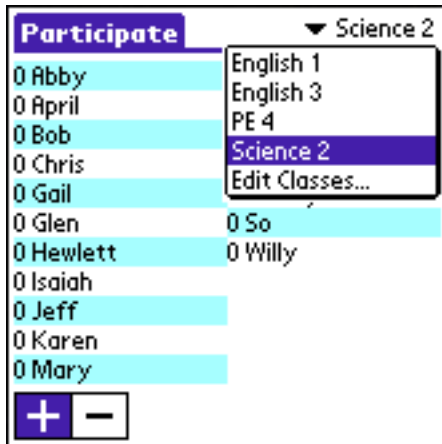 Participate
Science 2
0 Abby
0 April
0 Bob
0 Chris
0 Gail
0 Glen
0 Hewlett
0 Isaiah
0 Jeff
0 Karen
0 Mary
English 1
English 3
PE 4
Science 2
Edit Classes...
0 So
0 Willy
+
−